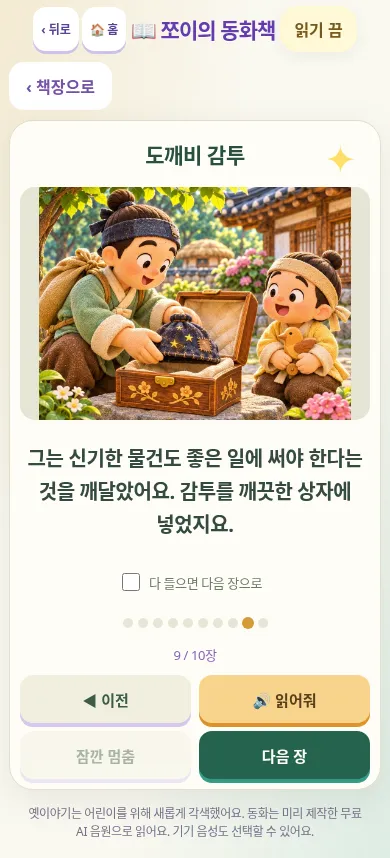 ‹ 뒤로
🏠 홈
📖 쪼이의 동화책
읽기 끔
‹ 책장으로
도깨비 감투
그는 신기한 물건도 좋은 일에 써야 한다는
것을 깨달았어요. 감투를 깨끗한 상자에
넣었지요.
다 들으면 다음 장으로
9 / 10장
◀ 이전
🔊 읽어줘
잠깐 멈춤
다음 장
옛이야기는 어린이를 위해 새롭게 각색했어요. 동화는 미리 제작한 무료
AI 음원으로 읽어요. 기기 음성도 선택할 수 있어요.